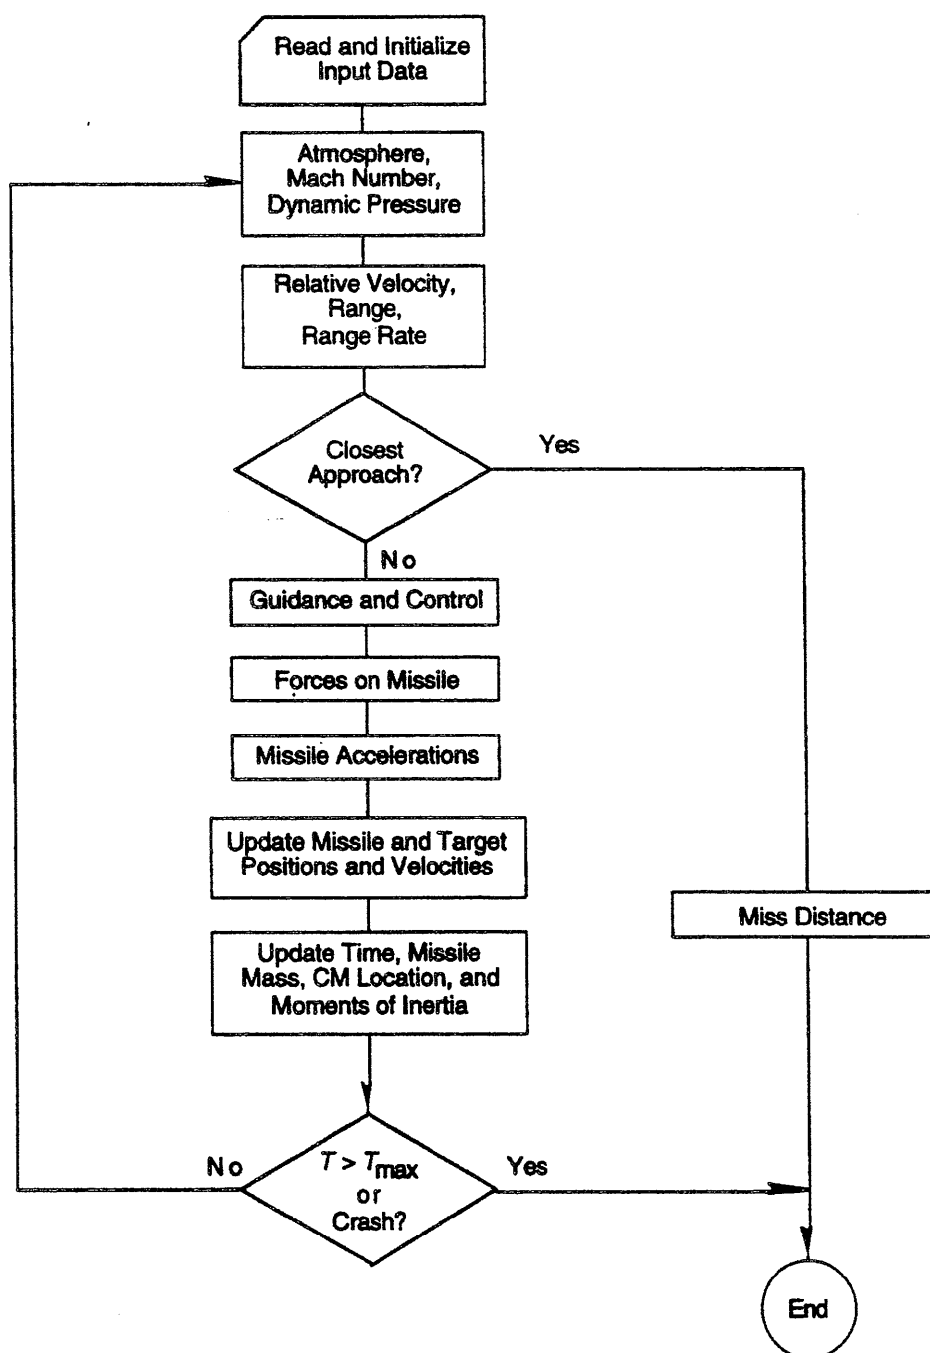 Read and Initialize
Input Data
Atmosphere,
Mach Number,
Dynamic Pressure
Relative Velocity,
Range,
Range Rate
Closest
Approach?
Yes
No
Guidance and Control
Forces on Missile
Missile Accelerations
Update Missile and Target
Positions and Velocities
Miss Distance
Update Time, Missile
Mass, CM Location, and
Moments of Inertia
No
T > Tmax
or
Crash?
Yes
End